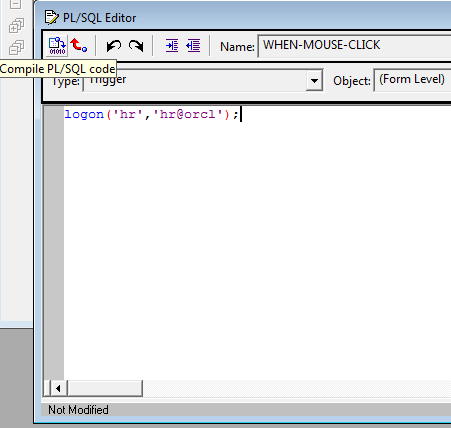 PL/SQL Editor
Name: WHEN-MOUSE-CLICK
Compile PL/SQL code
Type: Trigger
Object: (Form Level)
logon('hr','hr@orcl');
Not Modified